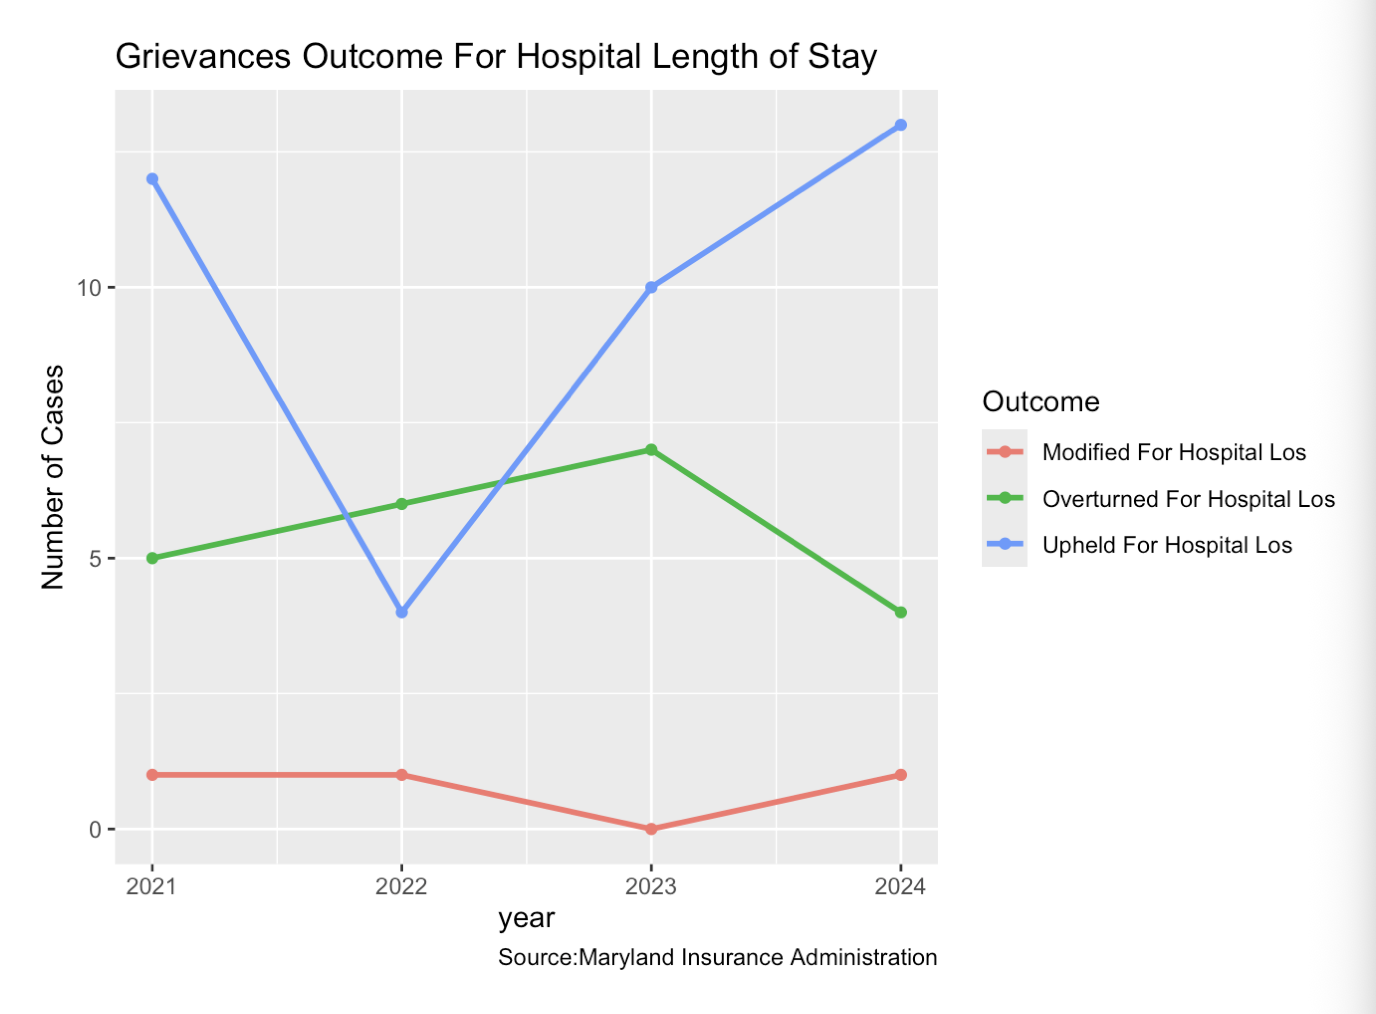 Grievances Outcome For Hospital Length of Stay
10
5
0
Number of Cases
2021 2022 2023 2024
year
Source:Maryland Insurance Administration
Outcome
Modified For Hospital Los
Overturned For Hospital Los
Upheld For Hospital Los